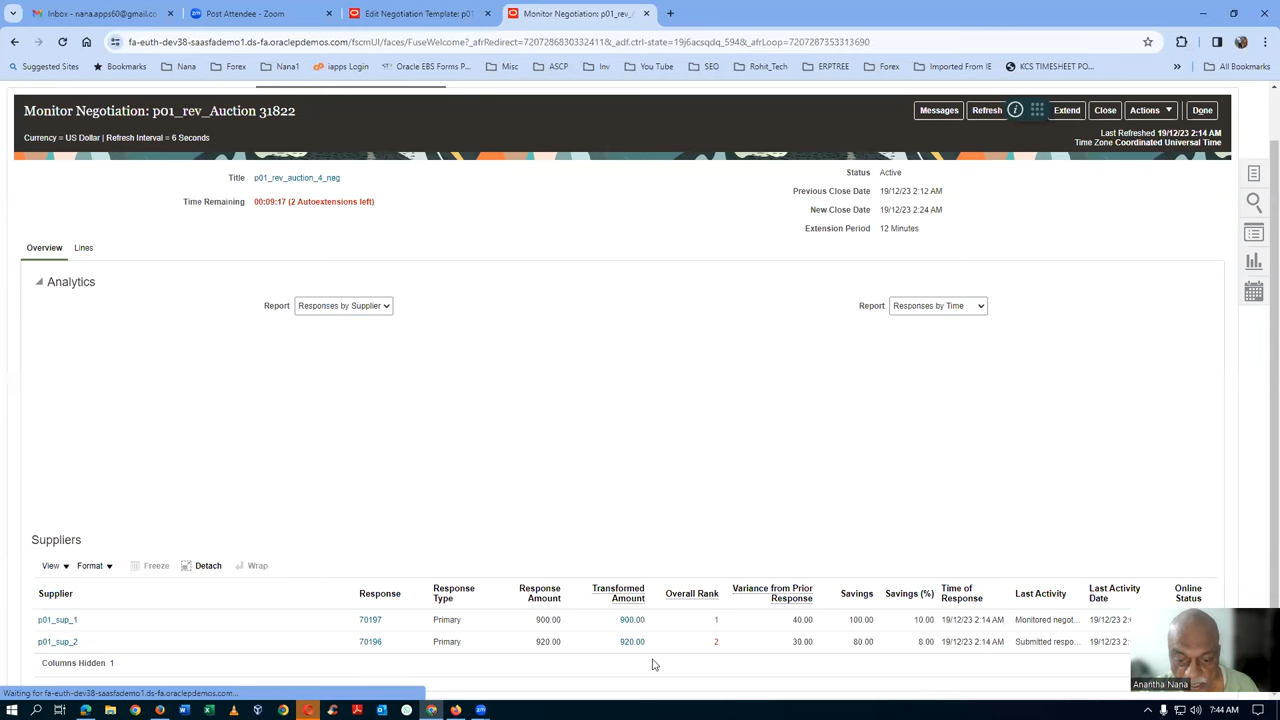 Inbox - nana.apps60@gmail.co
Post Attendee - Zoom
Edit Negotiation Template: p01
Monitor Negotiation: p01_rev_
fa-euth-dev38-saasfademo1.ds-fa.oraclepdemos.com/fscmUI/faces/FuseWelcome?_afrRedirect=7207286830332411&_adf.ctrl-state=19j6acsqdq_594&_afrLoop=7207287353313690
Suggested Sites Bookmarks Nana Forex Nana1 iapps Login Oracle EBS Forms P... Misc ASCP Inv You Tube SEO Rohit_Tech ERPTREE Forex Imported From IE KCS TIMESHEET PO... » All Bookmarks
Monitor Negotiation: p01_rev_Auction 31822
Messages Refresh Extend Close Actions Done
Currency = US Dollar | Refresh Interval = 6 Seconds
Last Refreshed 19/12/23 2:14 AM
Time Zone Coordinated Universal Time
Title p01_rev_auction_4_neg
Time Remaining 00:09:17 (2 Autoextensions left)
Status Active
Previous Close Date 19/12/23 2:12 AM
New Close Date 19/12/23 2:24 AM
Extension Period 12 Minutes
Overview Lines
Analytics
Report Responses by Supplier
Report Responses by Time
Suppliers
View Format Freeze Detach Wrap
Supplier Response Response Type Response Amount Transformed Amount Overall Rank Variance from Prior Response Savings Savings (%) Time of Response Last Activity Last Activity Date Online Status
p01_sup_1 70197 Primary 900.00 900.00 1 40.00 100.00 10.00 19/12/23 2:14 AM Monitored negot... 19/12/23 2:1
p01_sup_2 70196 Primary 920.00 920.00 2 30.00 80.00 8.00 19/12/23 2:14 AM Submitted respo... 19/12/23 2:
Columns Hidden 1
Anantha Nana
Waiting for fa-euth-dev38-saasfademo1.ds-fa.oraclepdemos.com...
7:44 AM